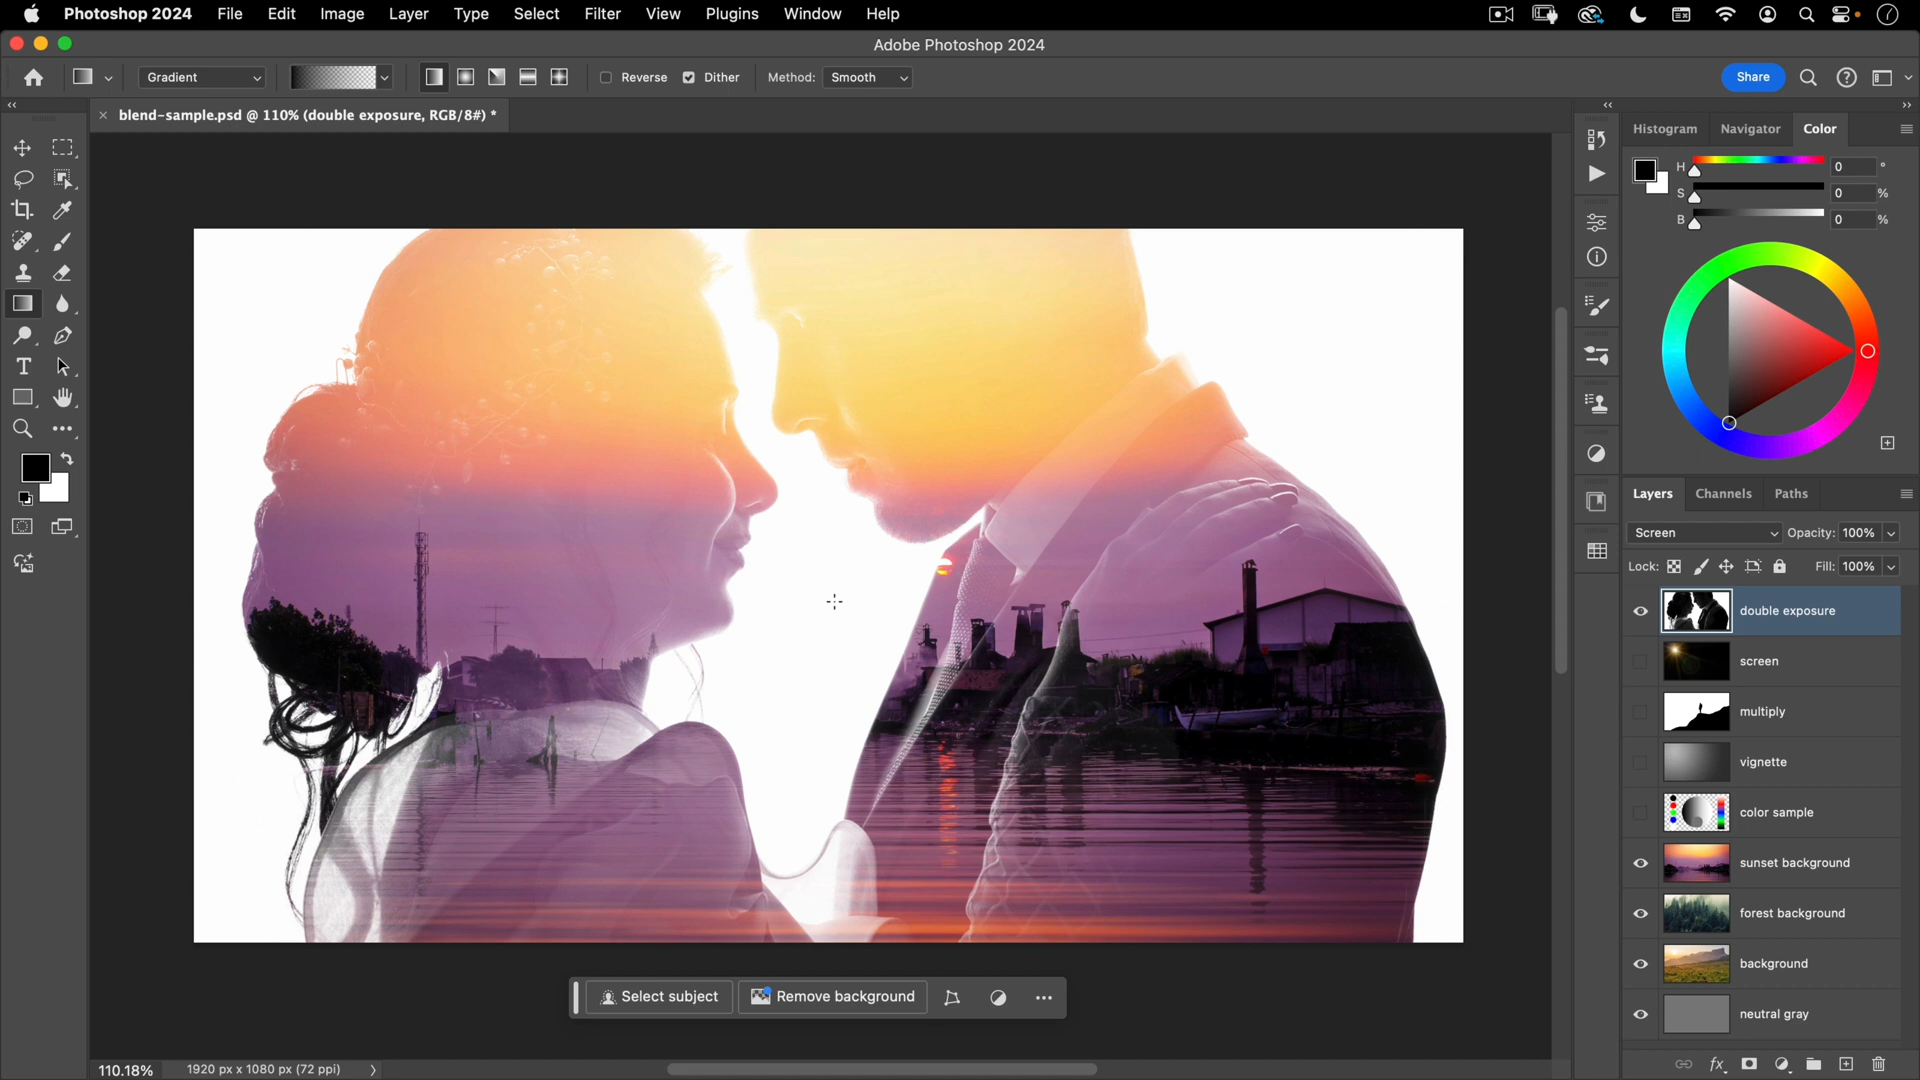 Photoshop 2024 File Edit Image Layer Type Select Filter View Plugins Window Help
Adobe Photoshop 2024
Gradient Reverse Dither Method: Smooth Share
× blend-sample.psd @ 110% (double exposure, RGB/8#) *
Histogram Navigator Color
H 0 °
S 0 %
B 0 %
Layers Channels Paths
Screen Opacity: 100%
Lock: Fill: 100%
double exposure
screen
multiply
vignette
color sample
sunset background
forest background
background
neutral gray
Select subject Remove background
110.18% 1920 px x 1080 px (72 ppi)